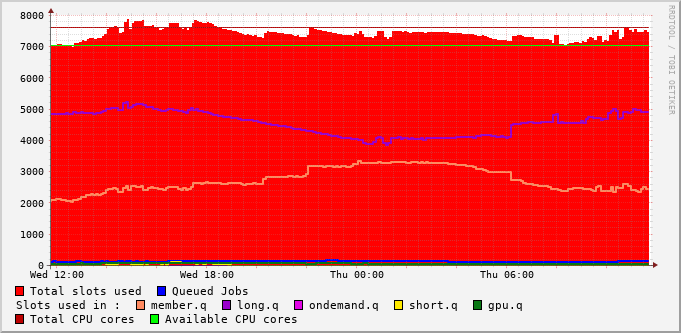 8000
7000
6000
5000
4000
3000
2000
1000
0
Wed 12:00 Wed 18:00 Thu 00:00 Thu 06:00
Total slots used Queued Jobs
Slots used in : member.q long.q ondemand.q short.q gpu.q
Total CPU cores Available CPU cores
RRDTOOL / TOBI OETIKER